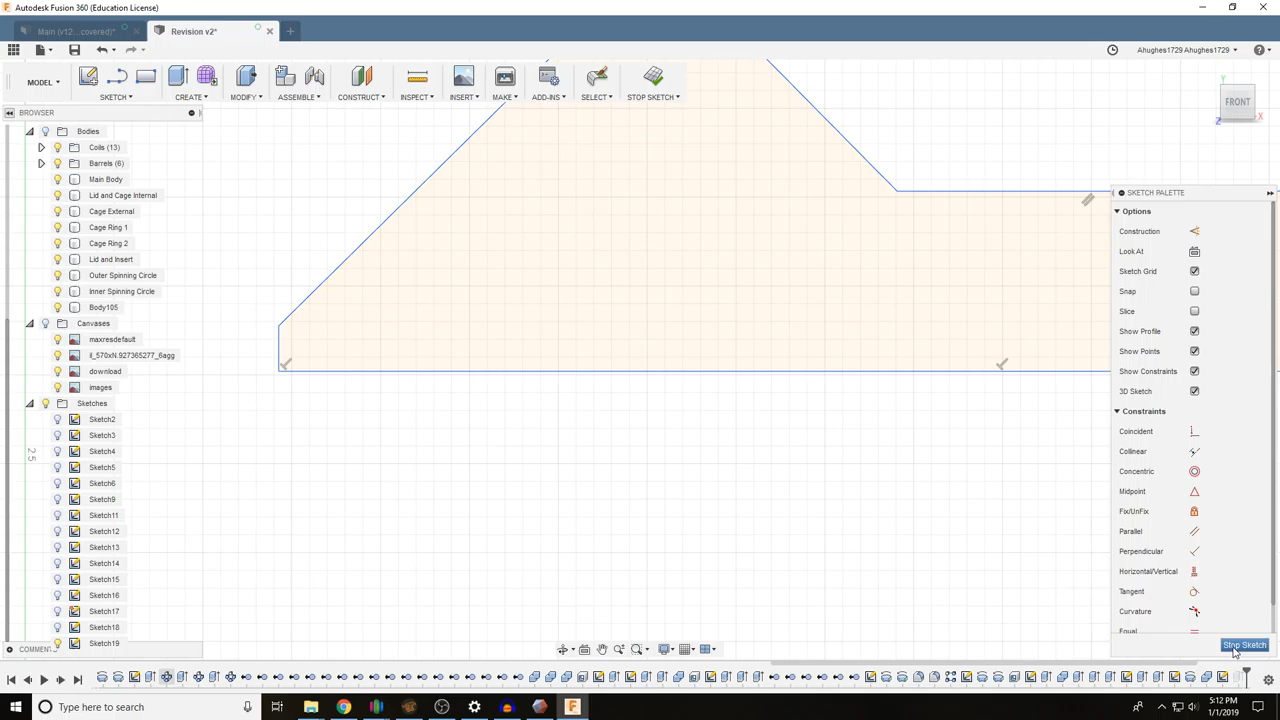 Autodesk Fusion 360 (Education License)
Main (v12...covered)*
Revision v2*
Ahughes1729 Ahughes1729
MODEL
SKETCH
CREATE
MODIFY
ASSEMBLE
CONSTRUCT
INSPECT
INSERT
MAKE
ADD-INS
SELECT
STOP SKETCH
BROWSER
Bodies
Coils (13)
Barrels (6)
Main Body
Lid and Cage Internal
Cage External
Cage Ring 1
Cage Ring 2
Lid and Insert
Outer Spinning Circle
Inner Spinning Circle
Body105
Canvases
maxresdefault
il_570xN.927365277_6agg
download
images
Sketches
Sketch2
Sketch3
Sketch4
Sketch5
Sketch6
Sketch9
Sketch11
Sketch12
Sketch13
Sketch14
Sketch15
Sketch16
Sketch17
Sketch18
Sketch19
COMMEN
2.5
Y
FRONT
X
Z
SKETCH PALETTE
Options
Construction
Look At
Sketch Grid
Snap
Slice
Show Profile
Show Points
Show Constraints
3D Sketch
Constraints
Coincident
Collinear
Concentric
Midpoint
Fix/UnFix
Parallel
Perpendicular
Horizontal/Vertical
Tangent
Curvature
Equal
Stop Sketch
Type here to search
5:12 PM
1/1/2019